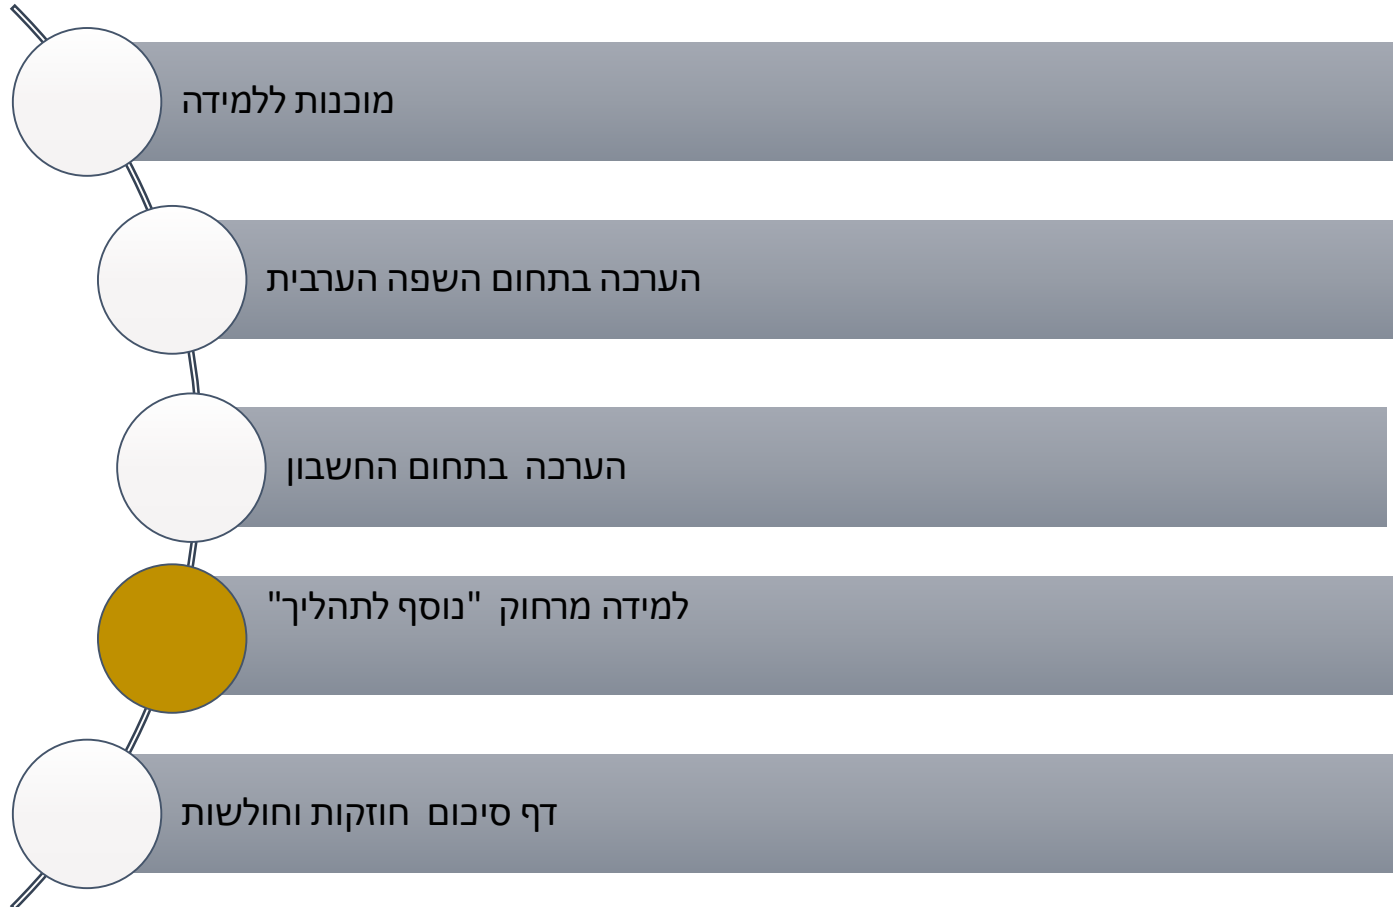 מוכנות ללמידה
הערכה בתחום השפה הערבית
הערכה  בתחום החשבון
למידה מרחוק  "נוסף לתהליך"
דף סיכום  חוזקות וחולשות